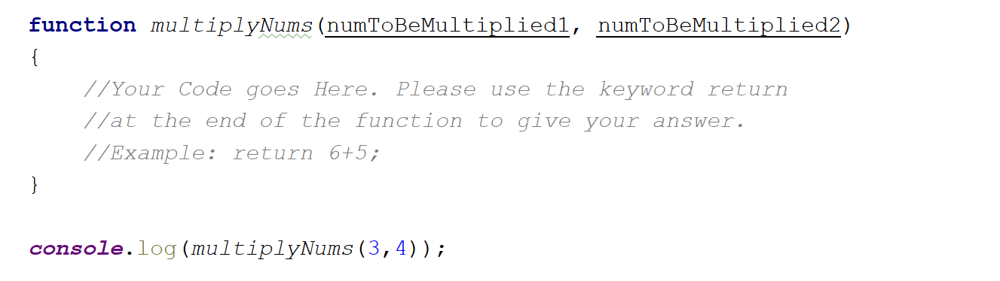 function multiplyNums(numToBeMultiplied1, numToBeMultiplied2)
{
    //Your Code goes Here. Please use the keyword return
    //at the end of the function to give your answer.
    //Example: return 6+5;
}
console.log(multiplyNums(3,4));